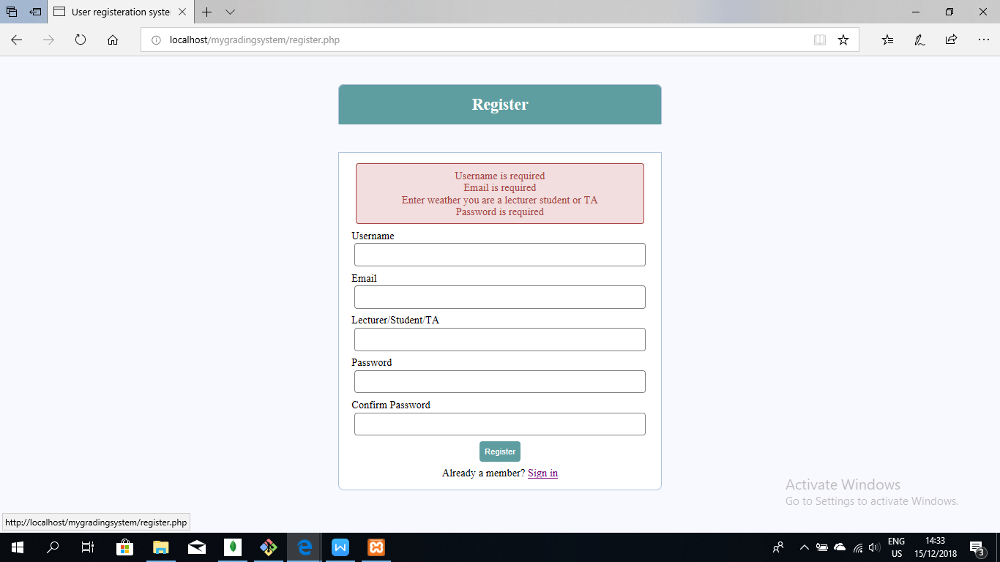 User registeration syste
localhost/mygradingsystem/register.php
Register
Username is required
Email is required
Enter weather you are a lecturer student or TA
Password is required
Username
Email
Lecturer/Student/TA
Password
Confirm Password
Register
Already a member? Sign in
Activate Windows
Go to Settings to activate Windows.
http://localhost/mygradingsystem/register.php
ENG
US
14:33
15/12/2018
3